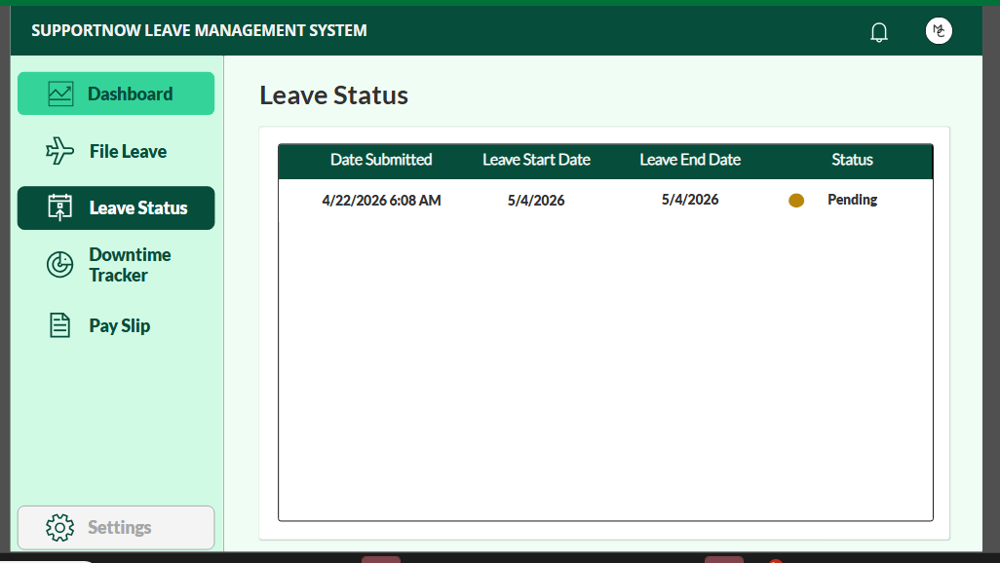 SUPPORTNOW LEAVE MANAGEMENT SYSTEM
MC
Dashboard
File Leave
Leave Status
Downtime
Tracker
Pay Slip
Settings
Leave Status
Date Submitted Leave Start Date Leave End Date Status
4/22/2026 6:08 AM 5/4/2026 5/4/2026 Pending